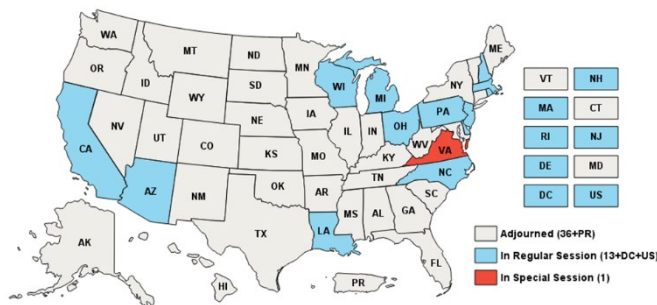 WA
MT
ND
MN
ME
OR
ID
WY
SD
WI
MI
NY
VT
NH
NV
UT
CO
NE
IA
IL
IN
OH
PA
MA
CT
CA
KS
MO
KY
WV
VA
RI
NJ
AZ
NM
OK
AR
TN
NC
DE
MD
TX
LA
MS
AL
GA
SC
DC
US
AK
HI
PR
FL
Adjourned (36+PR)
In Regular Session (13+DC+US)
In Special Session (1)